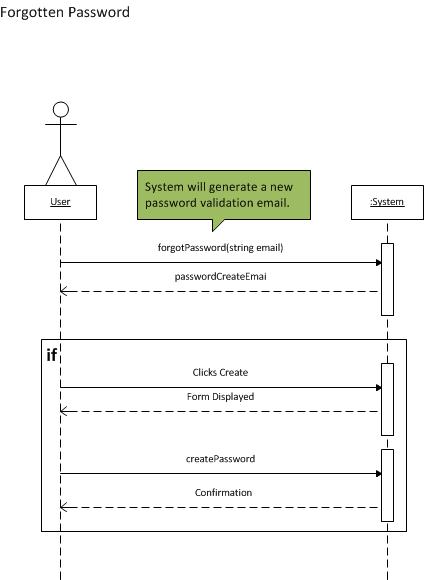 Forgotten Password
System will generate a new
password validation email.
User
:System
forgotPassword(string email)
passwordCreateEmai
if
Clicks Create
Form Displayed
createPassword
Confirmation